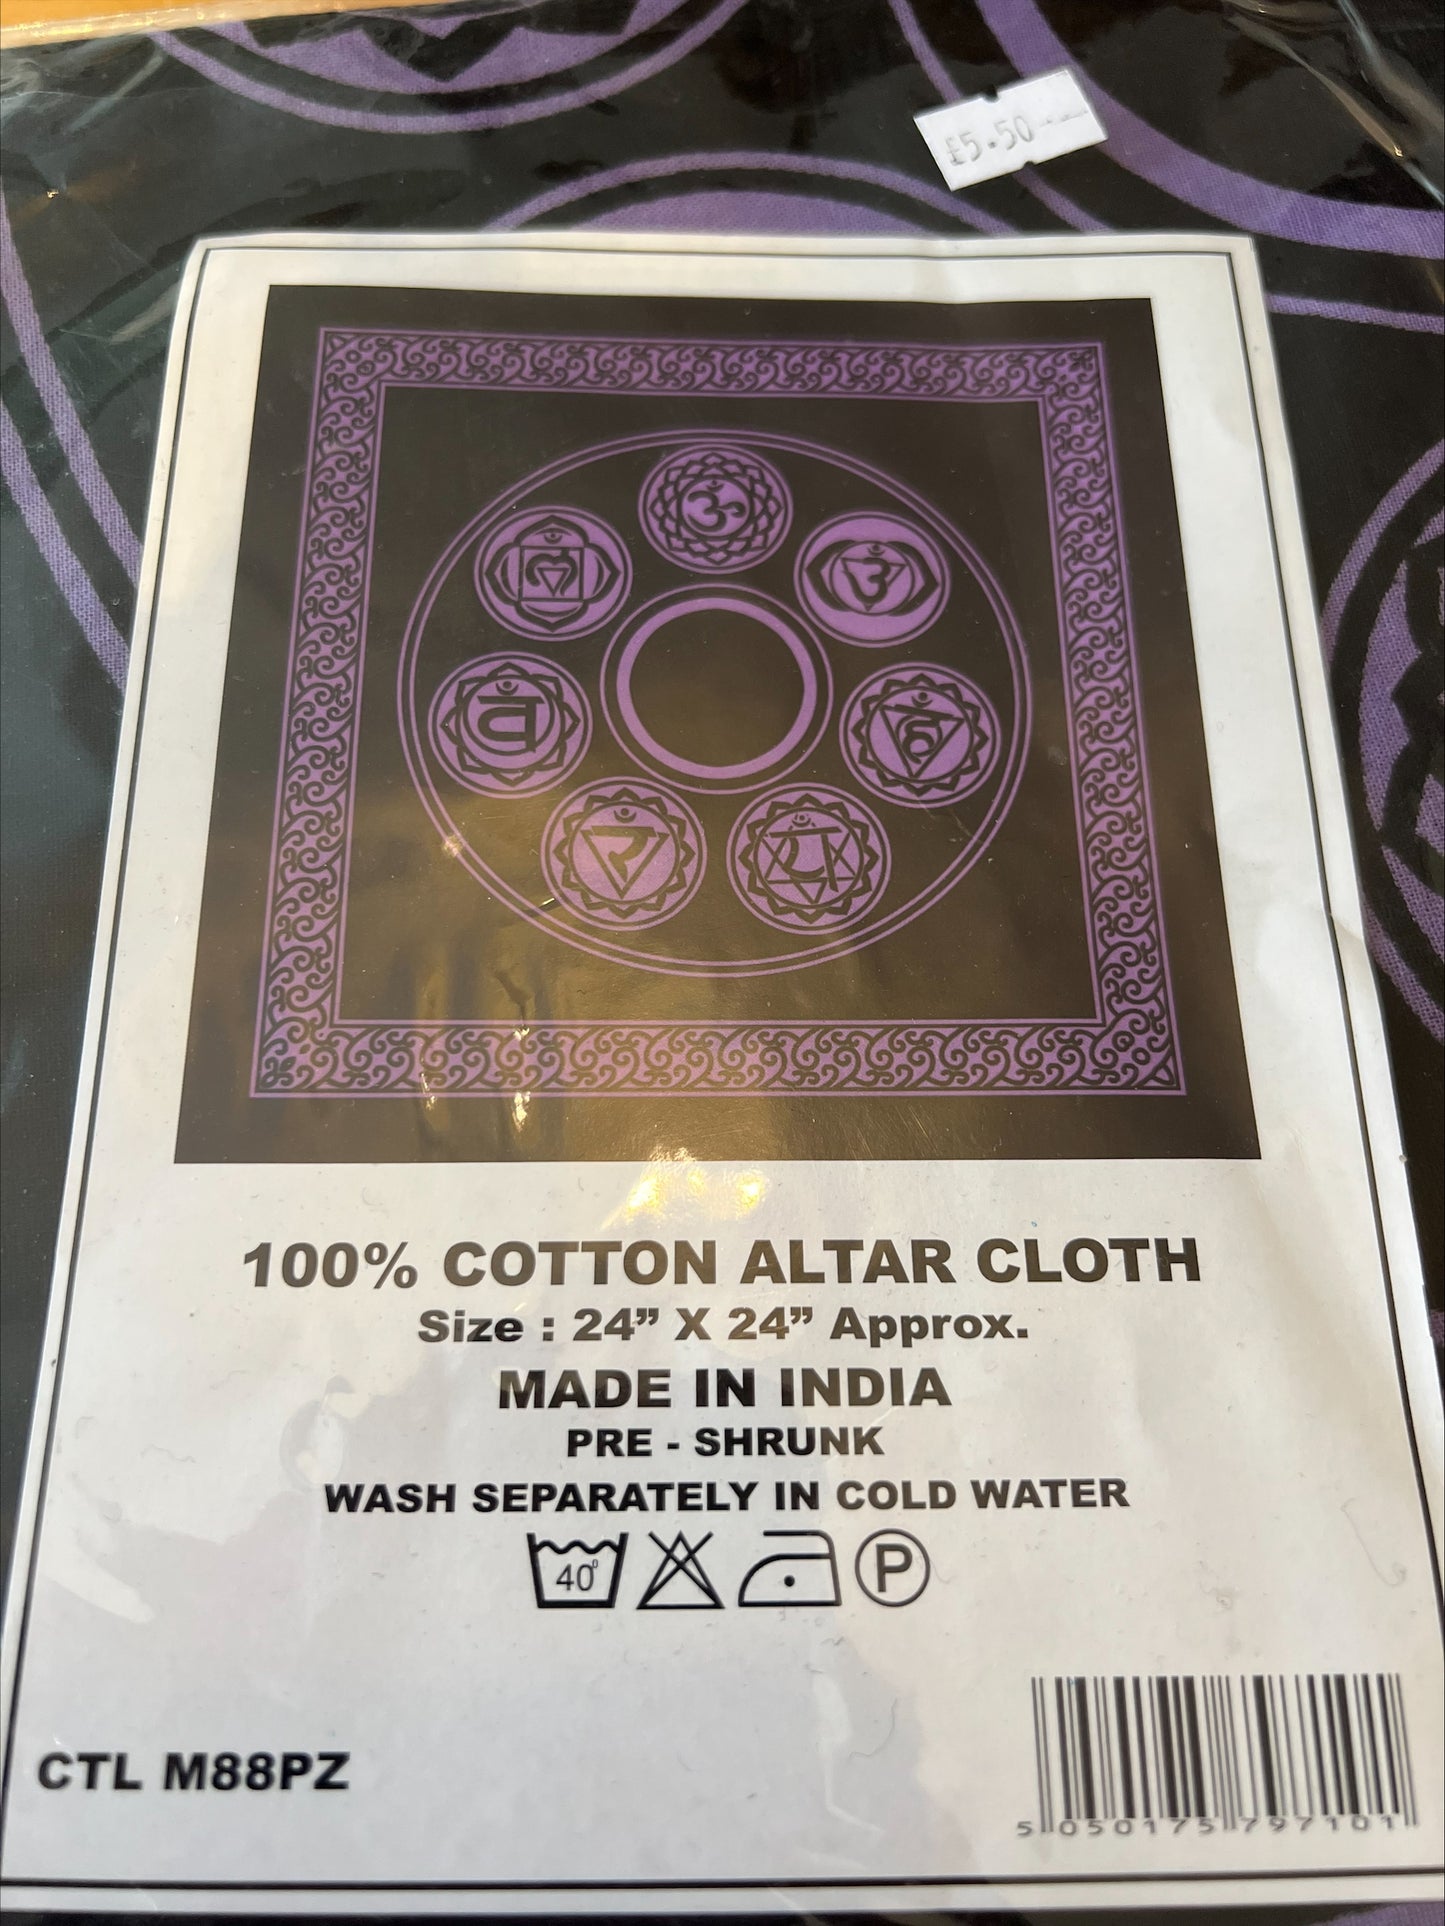 £5.50
ॐ
लं
ॐ
वं
हं
रं
यं
100% COTTON ALTAR CLOTH
Size : 24” X 24” Approx.
MADE IN INDIA
PRE - SHRUNK
WASH SEPARATELY IN COLD WATER
40° P
CTL M88PZ
5 050175 797101